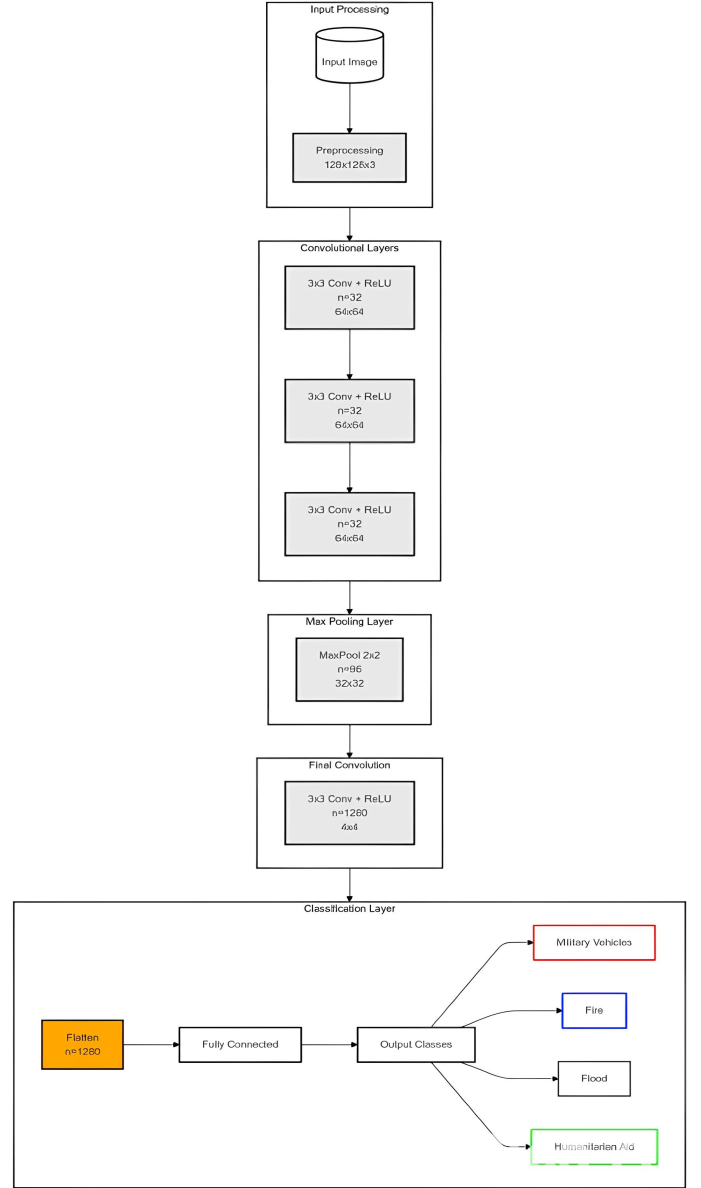 Input Processing
Input Image
Preprocessing
128x128x3
Convolutional Layers
3x3 Conv + ReLU
n=32
64x64
3x3 Conv + ReLU
n=32
64x64
3x3 Conv + ReLU
n=32
64x64
Max Pooling Layer
MaxPool 2x2
n=96
32x32
Final Convolution
3x3 Conv + ReLU
n=1280
4x4
Classification Layer
Military Vehicles
Fire
Flatten
n=1280
Fully Connected
Output Classes
Flood
Humanitarian Aid